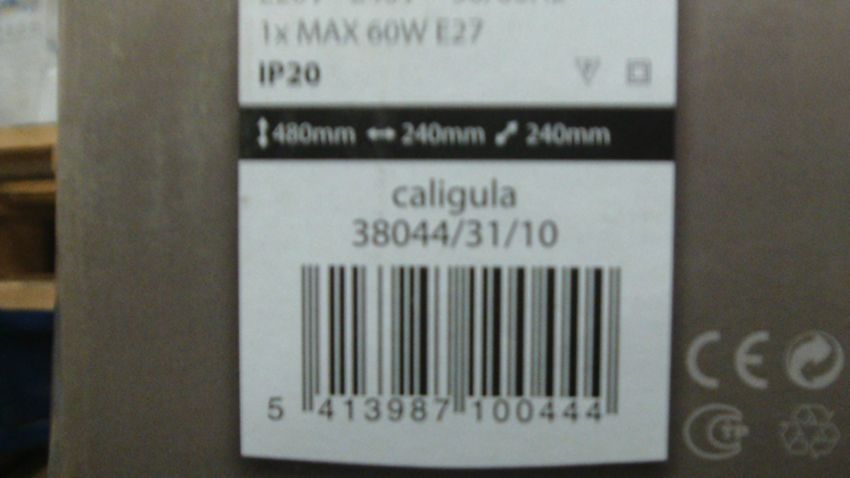 1x MAX 60W E27
IP20
480mm 240mm 240mm
caligula
38044/31/10
5 413987 100444
CE